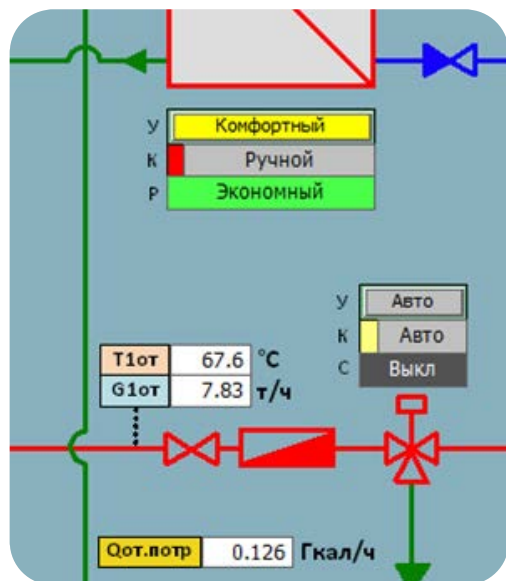 У Комфортный
К Ручной
Р Экономный
У Авто
К Авто
С Выкл
T1от 67.6 °С
G1от 7.83 т/ч
Qот.потр 0.126 Гкал/ч